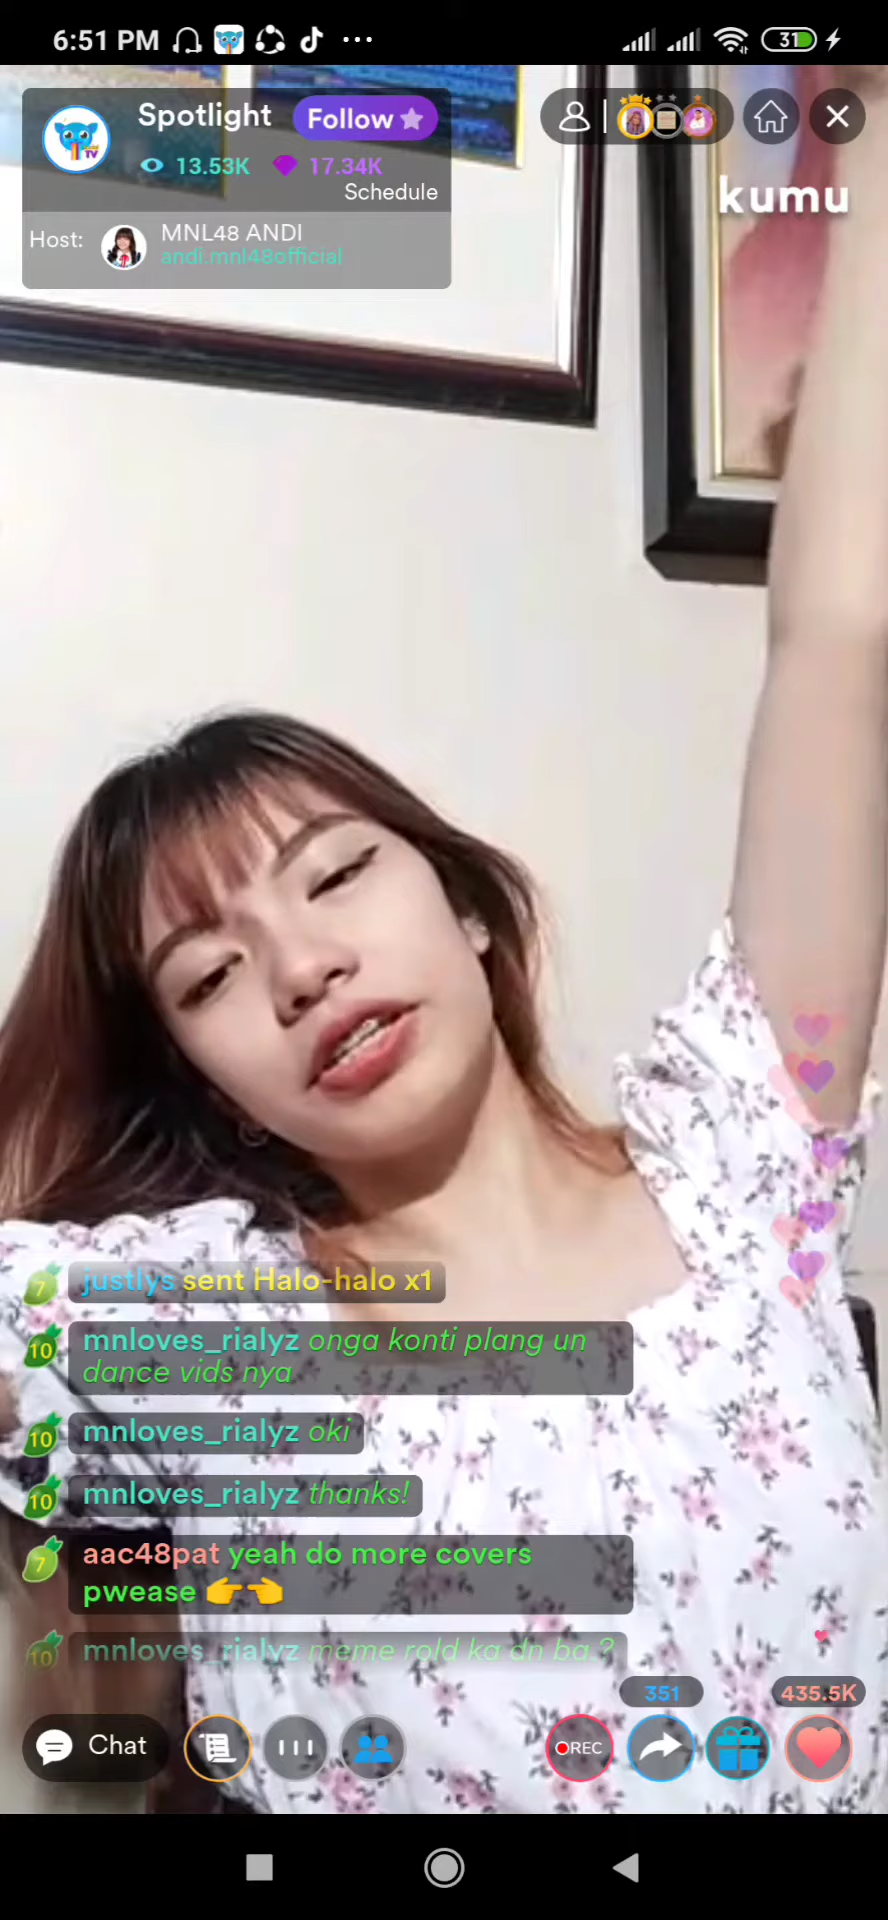 6:51 PM
31
Spotlight
Follow
13.53K
17.34K
Schedule
kumu
Host:
MNL48 ANDI
andi.mnl48official
7
justlys sent Halo-halo x1
10
mnloves_rialyz onga konti plang un
dance vids nya
10
mnloves_rialyz oki
10
mnloves_rialyz thanks!
7
aac48pat yeah do more covers
pwease 👉👈
10
mnloves_rialyz meme rold ka dn ba.?
351
435.5K
Chat
REC